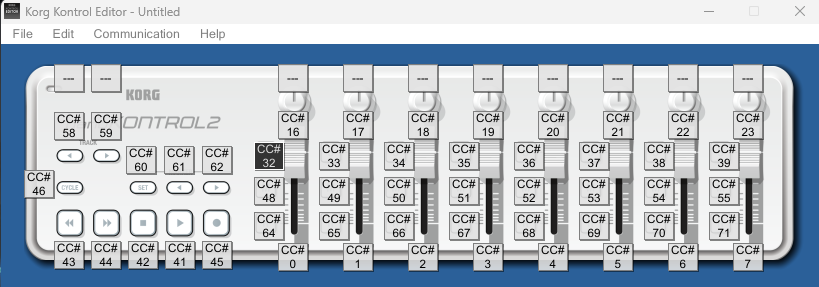 Korg Kontrol Editor - Untitled
File Edit Communication Help
--- --- --- --- --- --- --- --- --- ---
KORG
CC# 58 CC# 59 CC# 16 CC# 17 CC# 18 CC# 19 CC# 20 CC# 21 CC# 22 CC# 23
KONTROL2
TRACK
CC# 60 CC# 61 CC# 62 CC# 32 CC# 33 CC# 34 CC# 35 CC# 36 CC# 37 CC# 38 CC# 39
CC# 46 CYCLE SET CC# 48 CC# 49 CC# 50 CC# 51 CC# 52 CC# 53 CC# 54 CC# 55
CC# 64 CC# 65 CC# 66 CC# 67 CC# 68 CC# 69 CC# 70 CC# 71
CC# 43 CC# 44 CC# 42 CC# 41 CC# 45 CC# 0 CC# 1 CC# 2 CC# 3 CC# 4 CC# 5 CC# 6 CC# 7